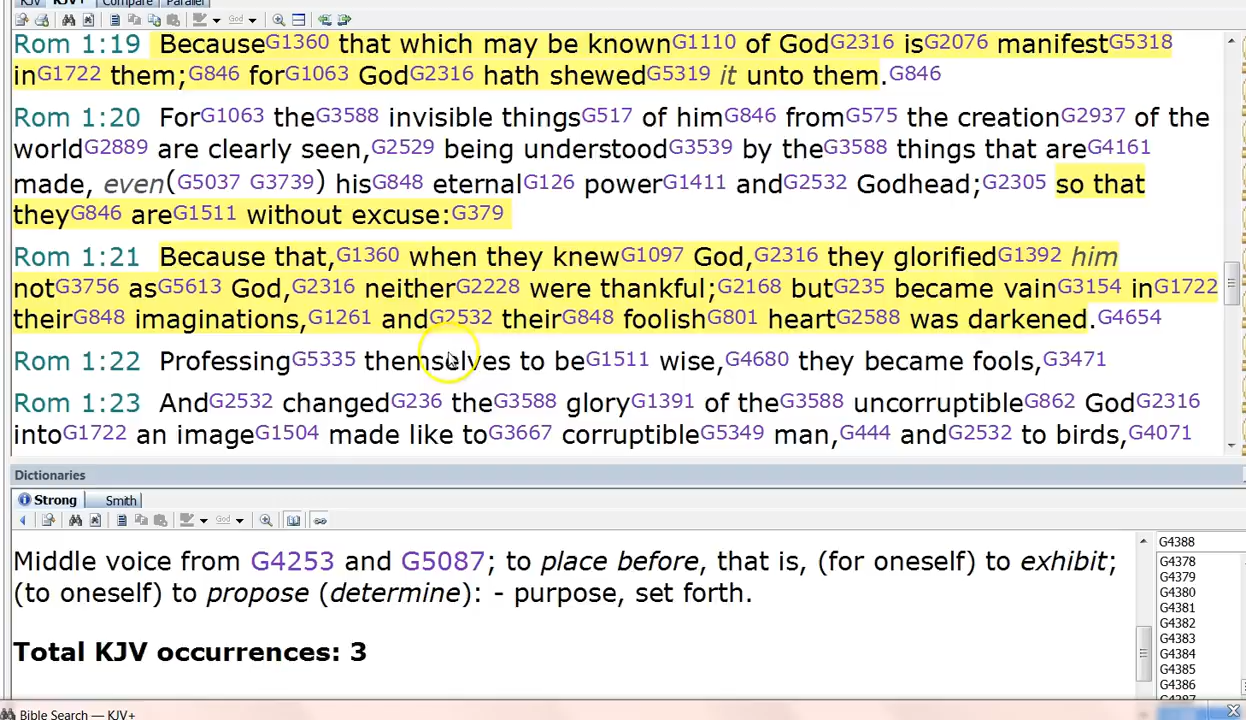 KJV KJV+ Compare Parallel
God
Rom 1:19 BecauseG1360 that which may be knownG1110 of GodG2316 isG2076 manifestG5318
inG1722 them;G846 forG1063 GodG2316 hath shewedG5319 it unto them.G846
Rom 1:20 ForG1063 theG3588 invisible thingsG517 of himG846 fromG575 the creationG2937 of the
worldG2889 are clearly seen,G2529 being understoodG3539 by theG3588 things that areG4161
made, even(G5037 G3739) hisG848 eternalG126 powerG1411 andG2532 Godhead;G2305 so that
theyG846 areG1511 without excuse:G379
Rom 1:21 Because that,G1360 when they knewG1097 God,G2316 they glorifiedG1392 him
notG3756 asG5613 God,G2316 neitherG2228 were thankful;G2168 butG235 became vainG3154 inG1722
theirG848 imaginations,G1261 andG2532 theirG848 foolishG801 heartG2588 was darkened.G4654
Rom 1:22 ProfessingG5335 themselves to beG1511 wise,G4680 they became fools,G3471
Rom 1:23 AndG2532 changedG236 theG3588 gloryG1391 of theG3588 uncorruptibleG862 GodG2316
intoG1722 an imageG1504 made like toG3667 corruptibleG5349 man,G444 andG2532 to birds,G4071
Dictionaries
Strong Smith
God
G4388
Middle voice from G4253 and G5087; to place before, that is, (for oneself) to exhibit;
(to oneself) to propose (determine): - purpose, set forth.
Total KJV occurrences: 3
G4378
G4379
G4380
G4381
G4382
G4383
G4384
G4385
G4386
G4387
Bible Search — KJV+